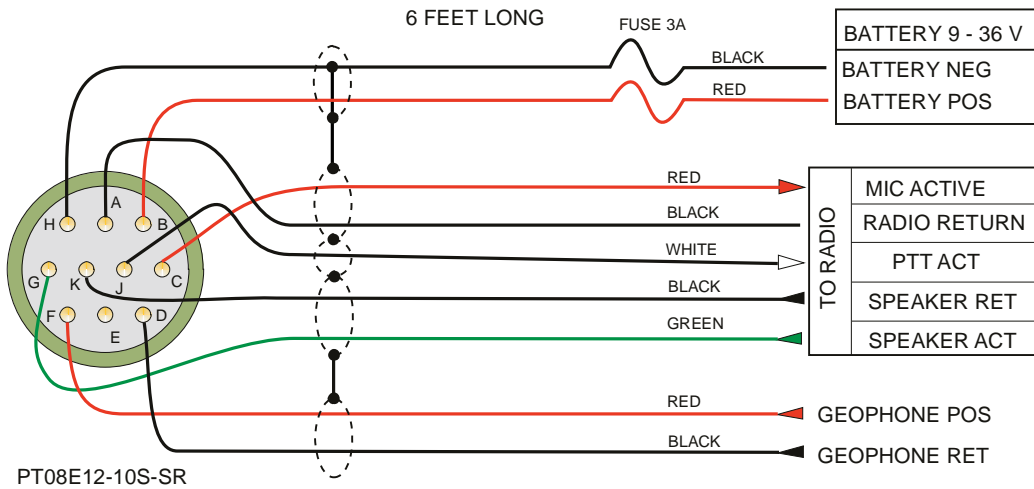 6 FEET LONG
FUSE 3A
BATTERY 9 - 36 V
BLACK
BATTERY NEG
RED
BATTERY POS
A
H
B
G
K
J
C
F
E
D
RED
MIC ACTIVE
BLACK
RADIO RETURN
WHITE
PTT ACT
BLACK
SPEAKER RET
GREEN
SPEAKER ACT
TO RADIO
RED
GEOPHONE POS
BLACK
GEOPHONE RET
PT08E12-10S-SR